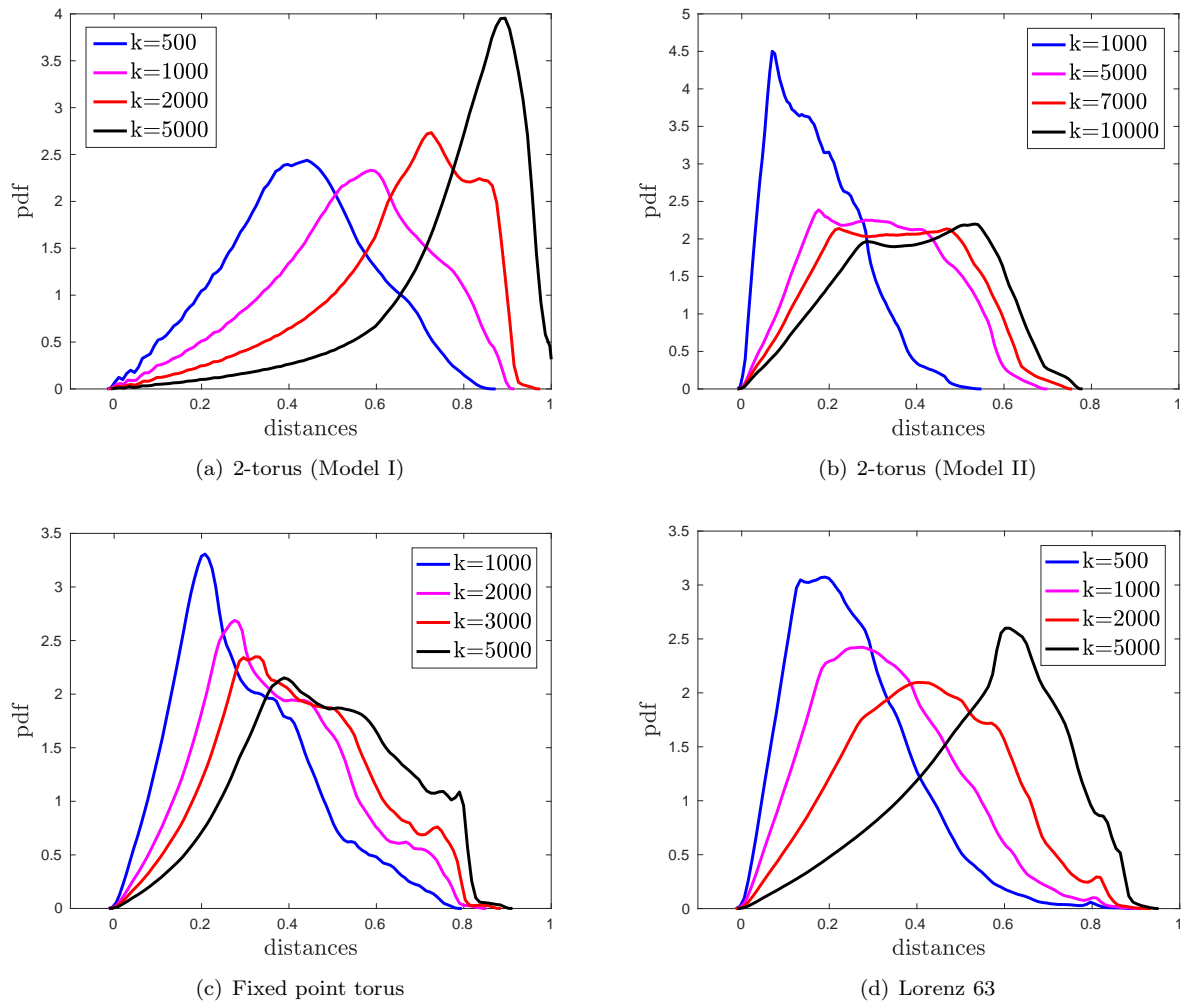 4
3.5
3
2.5
2
1.5
1
0.5
0
0 0.2 0.4 0.6 0.8 1
pdf
distances
k=500
k=1000
k=2000
k=5000
(a) 2-torus (Model I)
5
4.5
4
3.5
3
2.5
2
1.5
1
0.5
0
0 0.2 0.4 0.6 0.8 1
pdf
distances
k=1000
k=5000
k=7000
k=10000
(b) 2-torus (Model II)
3.5
3
2.5
2
1.5
1
0.5
0
0 0.2 0.4 0.6 0.8 1
pdf
distances
k=1000
k=2000
k=3000
k=5000
(c) Fixed point torus
3.5
3
2.5
2
1.5
1
0.5
0
0 0.2 0.4 0.6 0.8 1
pdf
distances
k=500
k=1000
k=2000
k=5000
(d) Lorenz 63